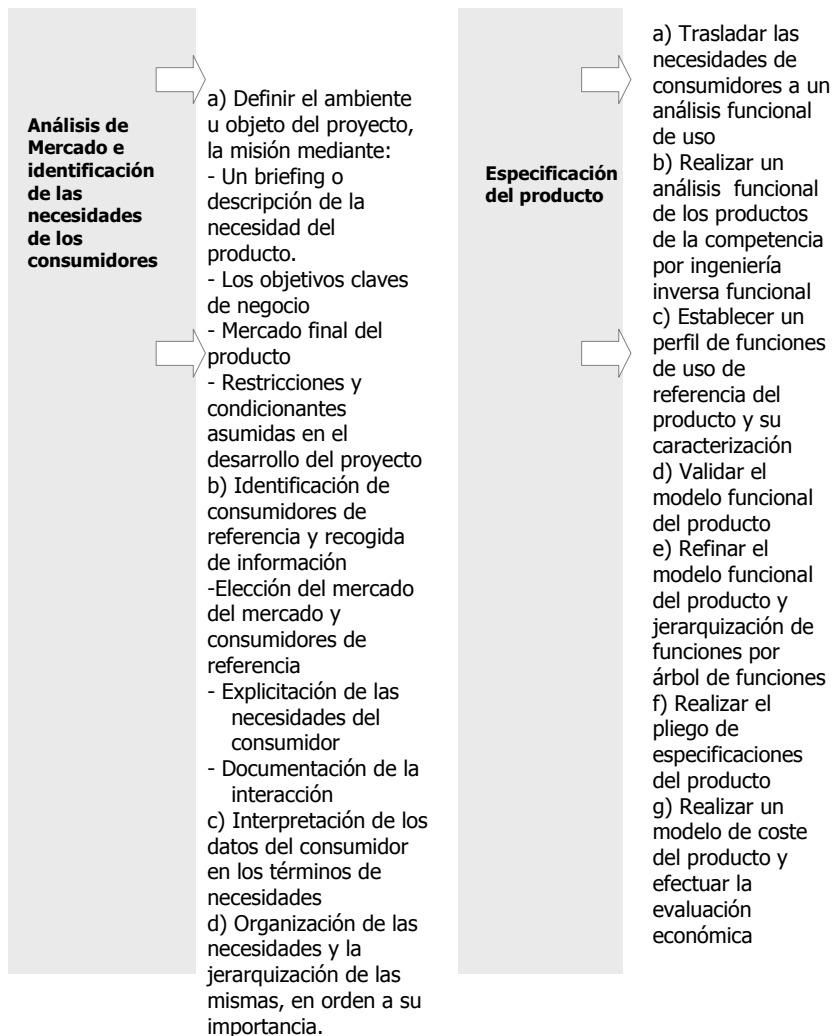 Análisis de
Mercado e
identificación
de las
necesidades
de los
consumidores
a) Definir el ambiente
u objeto del proyecto,
la misión mediante:
- Un briefing o
descripción de la
necesidad del
producto.
- Los objetivos claves
de negocio
- Mercado final del
producto
- Restricciones y
condicionantes
asumidas en el
desarrollo del proyecto
b) Identificación de
consumidores de
referencia y recogida
de información
-Elección del mercado
del mercado y
consumidores de
referencia
- Explicitación de las
necesidades del
consumidor
- Documentación de la
interacción
c) Interpretación de los
datos del consumidor
en los términos de
necesidades
d) Organización de las
necesidades y la
jerarquización de las
mismas, en orden a su
importancia.
Especificación
del producto
a) Trasladar las
necesidades de
consumidores a un
análisis funcional
de uso
b) Realizar un
análisis funcional
de los productos
de la competencia
por ingeniería
inversa funcional
c) Establecer un
perfil de funciones
de uso de
referencia del
producto y su
caracterización
d) Validar el
modelo funcional
del producto
e) Refinar el
modelo funcional
del producto y
jerarquización de
funciones por
árbol de funciones
f) Realizar el
pliego de
especificaciones
del producto
g) Realizar un
modelo de coste
del producto y
efectuar la
evaluación
económica